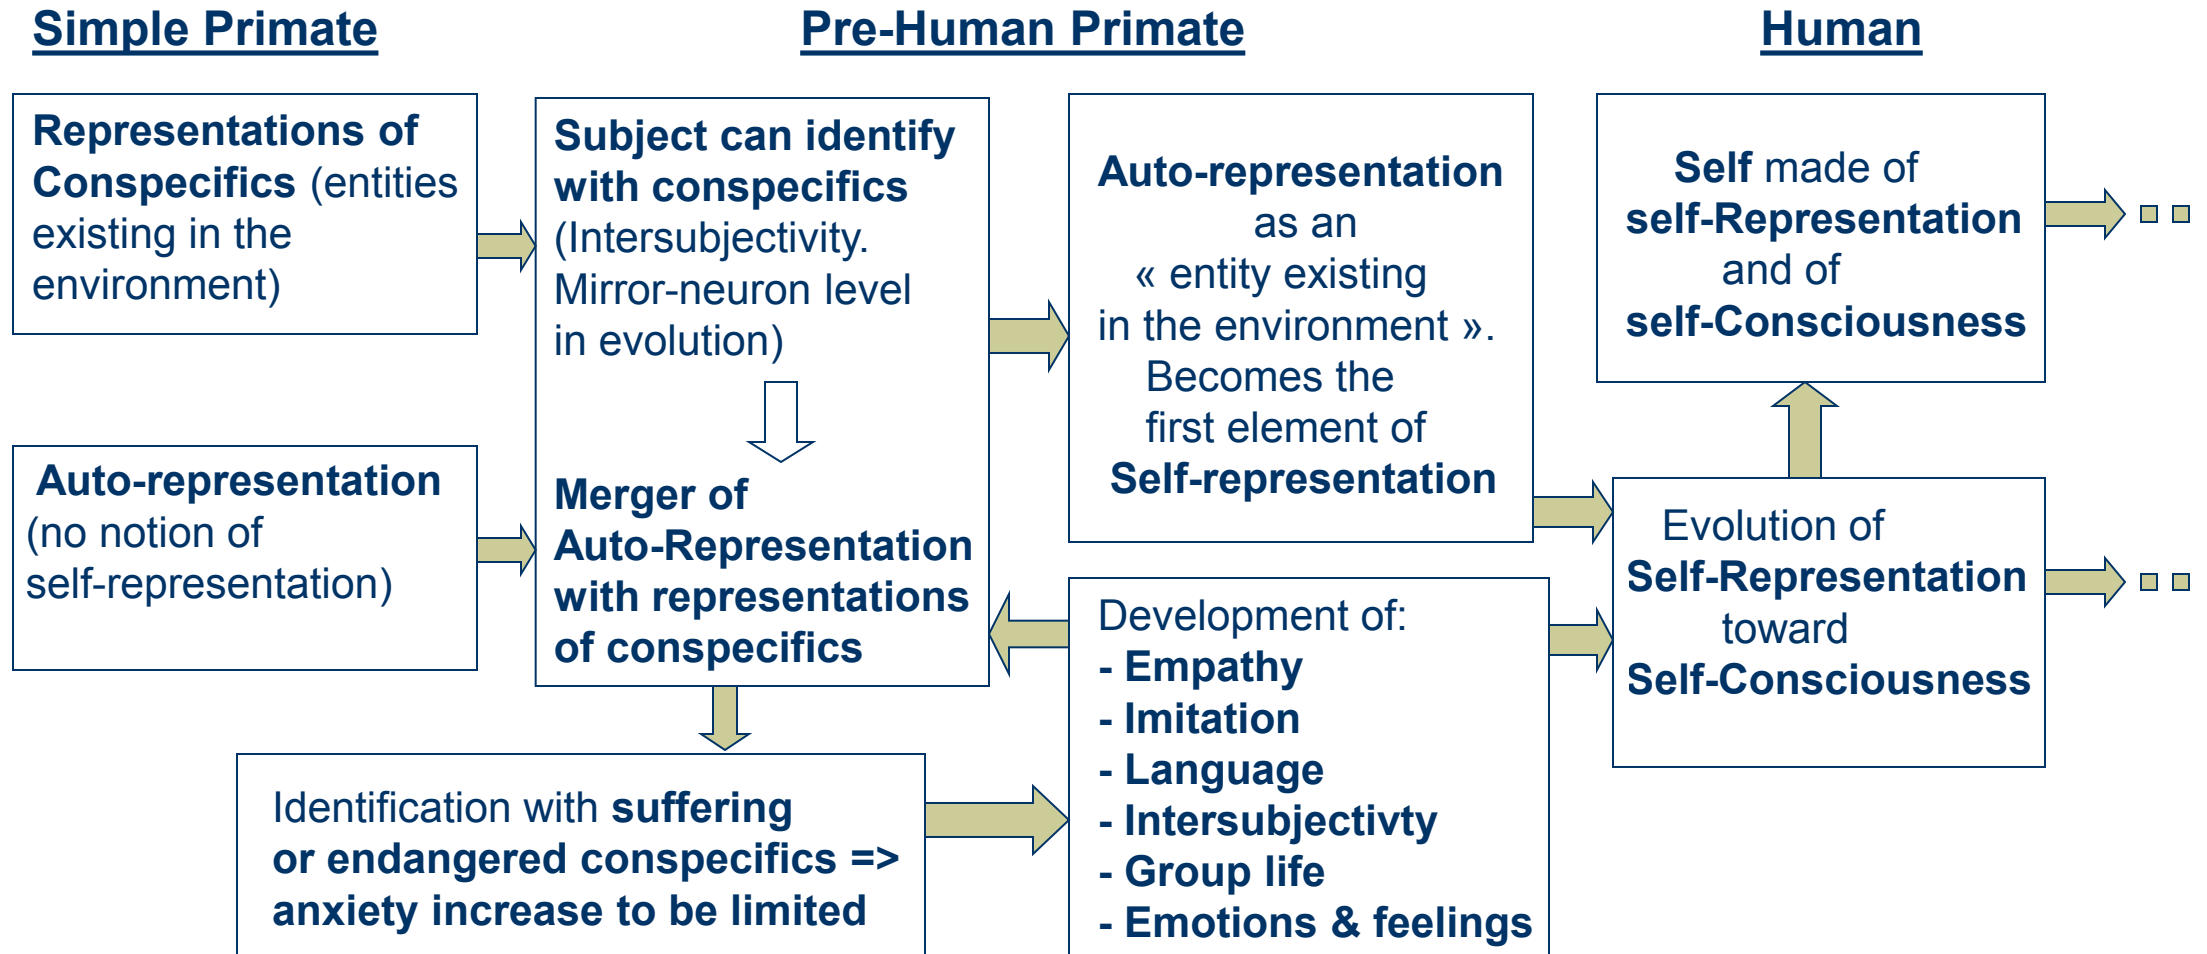 Simple Primate
Pre-Human Primate
Human
Representations of
Conspecifics (entities
existing in the
environment)
Auto-representation
(no notion of
self-representation)
Subject can identify
with conspecifics
(Intersubjectivity.
Mirror-neuron level
in evolution)
Merger of
Auto-Representation
with representations
of conspecifics
Identification with suffering
or endangered conspecifics =>
anxiety increase to be limited
Auto-representation
as an
« entity existing
in the environment ».
Becomes the
first element of
Self-representation
Development of:
- Empathy
- Imitation
- Language
- Intersubjectivty
- Group life
- Emotions & feelings
Self made of
self-Representation
and of
self-Consciousness
Evolution of
Self-Representation
toward
Self-Consciousness